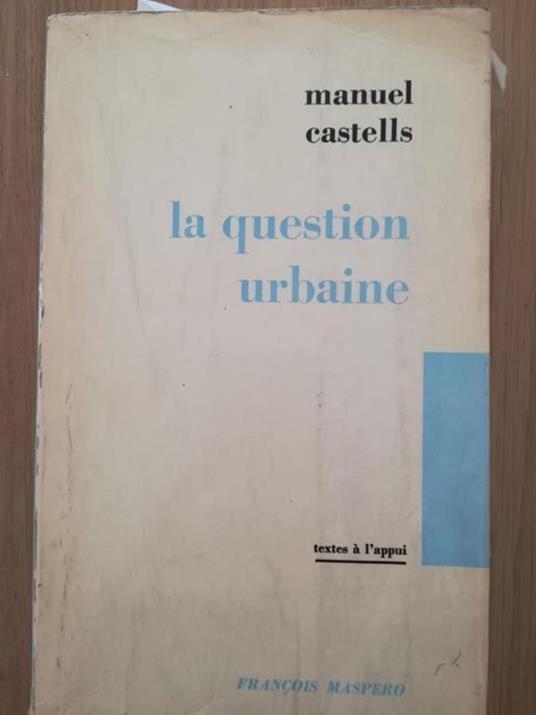 manuel
castells
la question
urbaine
textes à l'appui
FRANÇOIS MASPERO